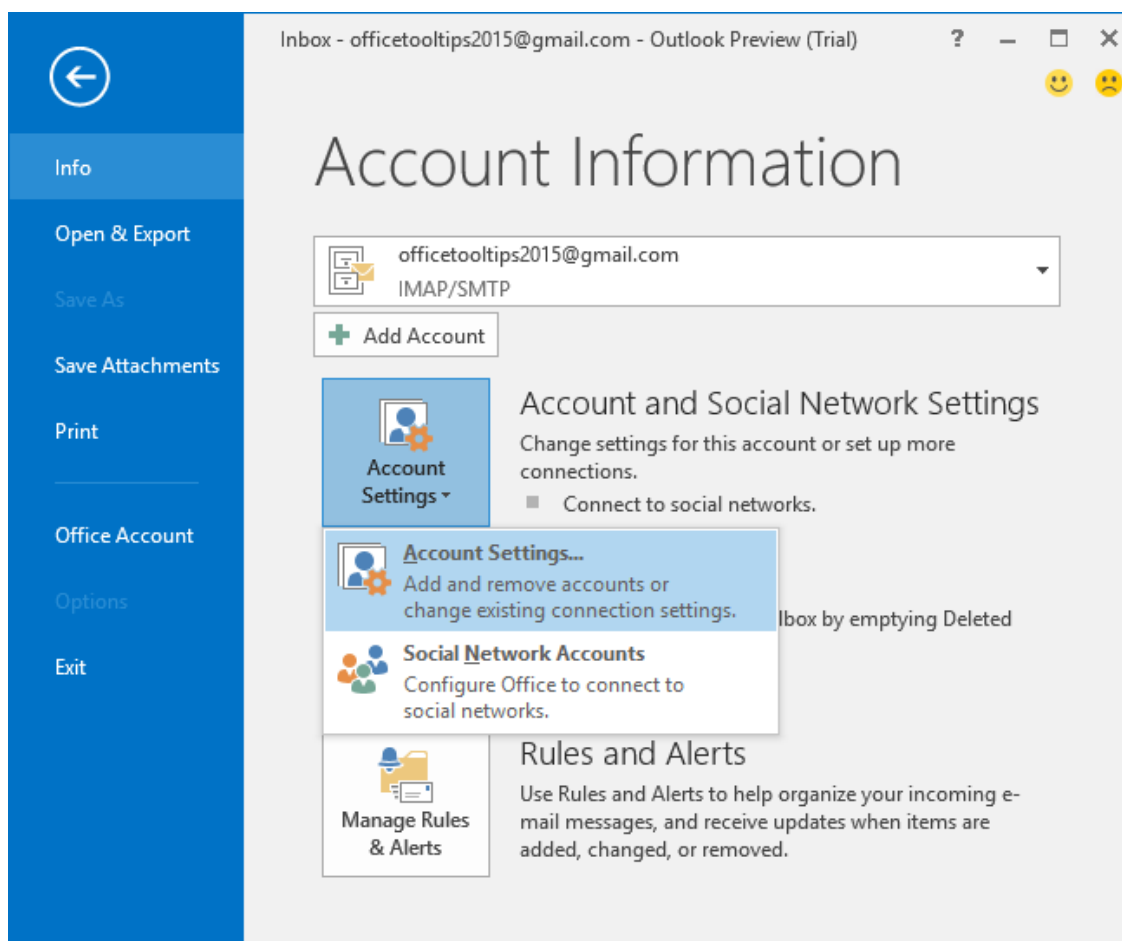 Inbox - officetooltips2015@gmail.com - Outlook Preview (Trial)
?
Info
Open & Export
Save As
Save Attachments
Print
Office Account
Options
Exit
Account Information
officetooltips2015@gmail.com
IMAP/SMTP
Add Account
Account
Settings
Account and Social Network Settings
Change settings for this account or set up more
connections.
Connect to social networks.
Account Settings...
Add and remove accounts or
change existing connection settings.
lbox by emptying Deleted
Social Network Accounts
Configure Office to connect to
social networks.
Manage Rules
& Alerts
Rules and Alerts
Use Rules and Alerts to help organize your incoming e-
mail messages, and receive updates when items are
added, changed, or removed.